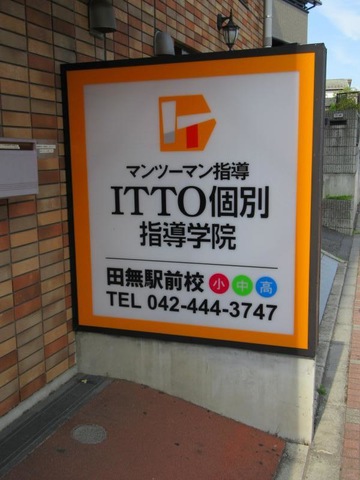 マンツーマン指導
ITTO個別
指導学院
田無駅前校 小 中 高
TEL 042-444-3747